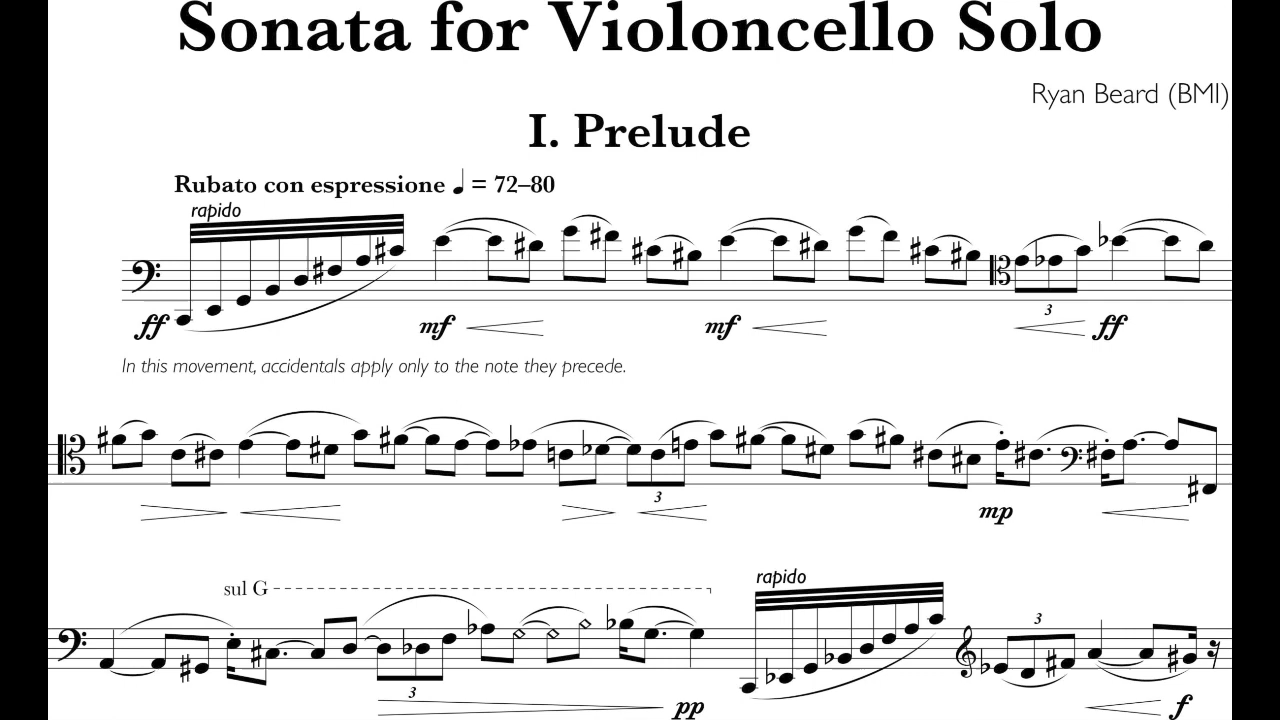 Sonata for Violoncello Solo
Ryan Beard (BMI)
I. Prelude
Rubato con espressione ♩ = 72–80
rapido
ff mf mf 3 ff
In this movement, accidentals apply only to the note they precede.
3 mp
sul G
rapido
3 pp 3 f